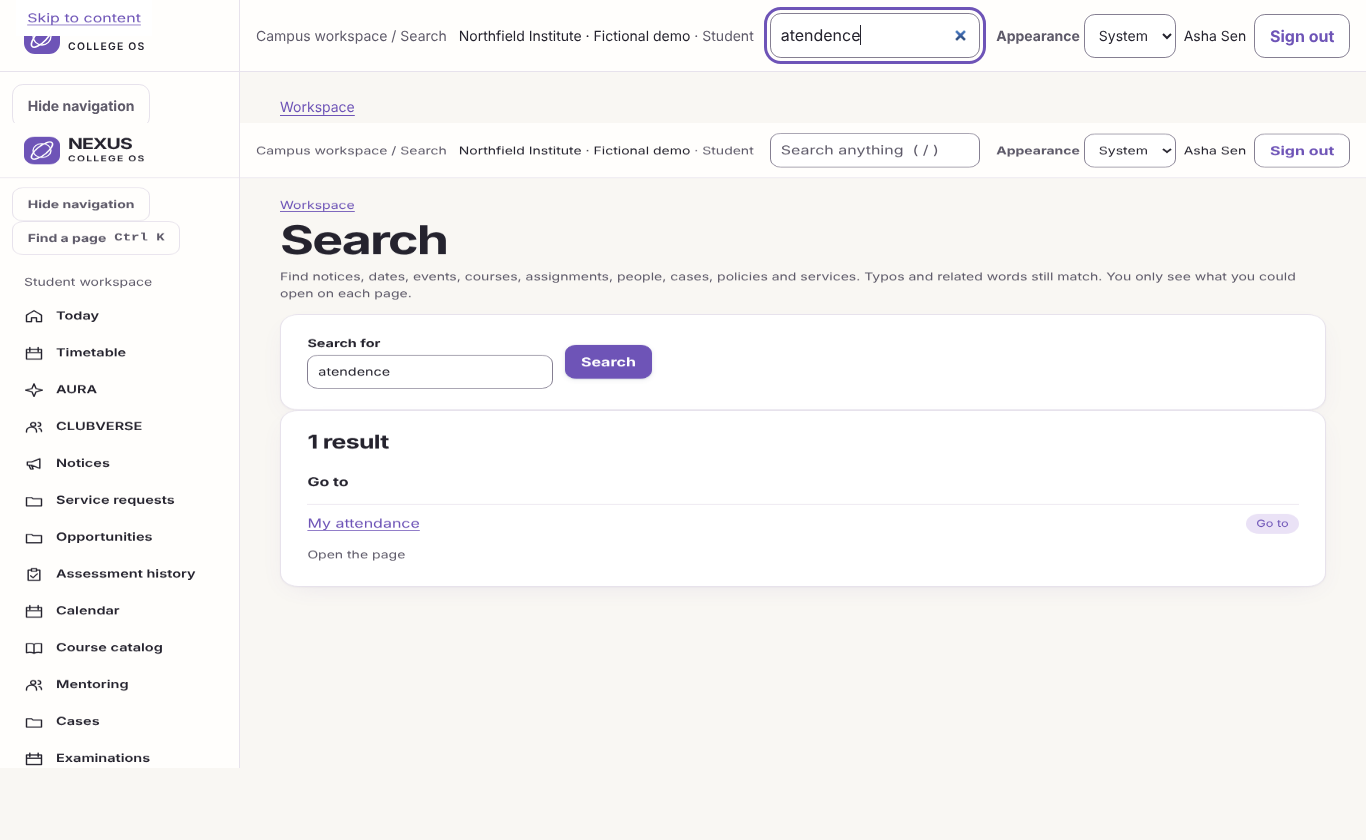 Skip to content
COLLEGE OS
Campus workspace / Search Northfield Institute · Fictional demo · Student atendence × Appearance System Asha Sen Sign out
Hide navigation
Workspace
NEXUS
COLLEGE OS
Campus workspace / Search Northfield Institute · Fictional demo · Student Search anything (/) Appearance System Asha Sen Sign out
Hide navigation
Find a page Ctrl K
Student workspace
Today
Timetable
AURA
CLUBVERSE
Notices
Service requests
Opportunities
Assessment history
Calendar
Course catalog
Mentoring
Cases
Examinations
Workspace
Search
Find notices, dates, events, courses, assignments, people, cases, policies and services. Typos and related words still match. You only see what you could
open on each page.
Search for
atendence
Search
1 result
Go to
My attendance Go to
Open the page